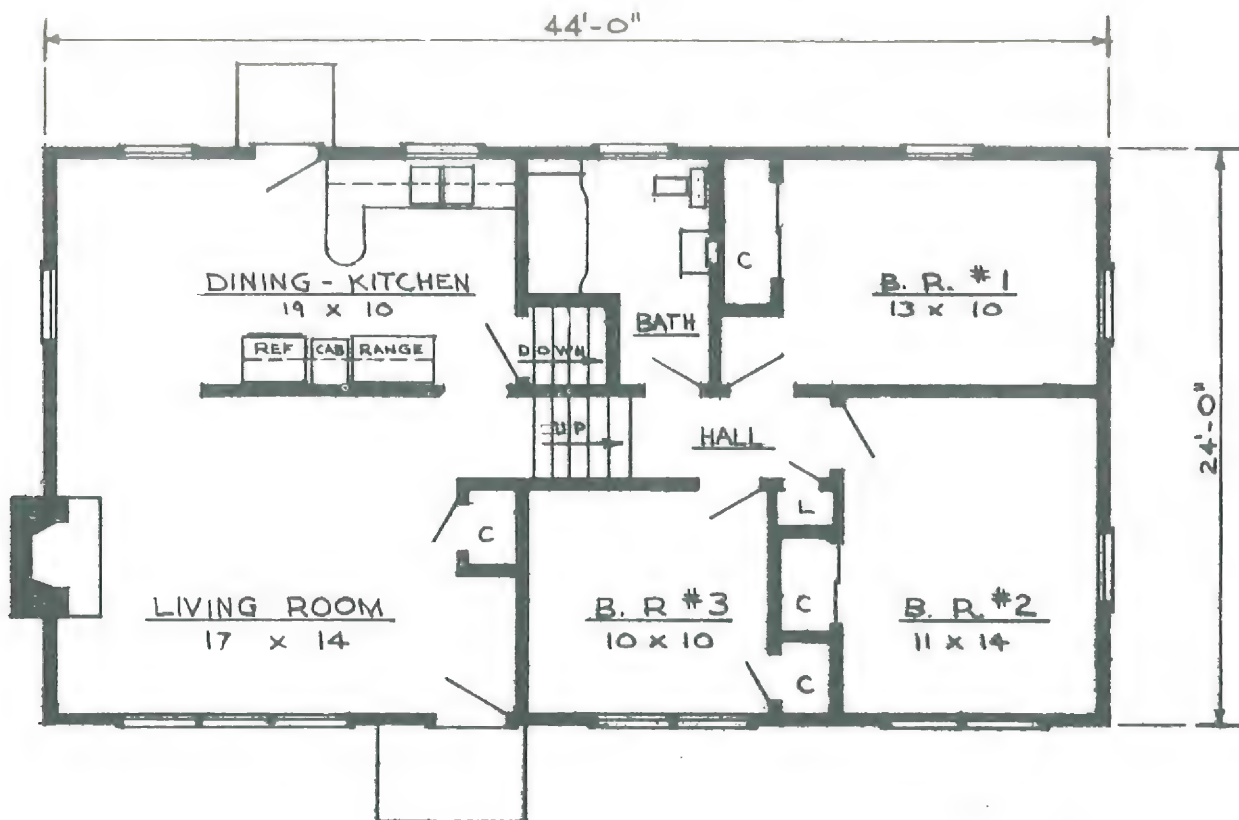 44'-0"
DINING - KITCHEN
19 x 10
REF
CAB
RANGE
DOWN
BATH
C
B. R. #1
13 x 10
24'-0"
UP
HALL
C
L
LIVING ROOM
17 x 14
B. R #3
10 x 10
C
C
B. R. #2
11 x 14